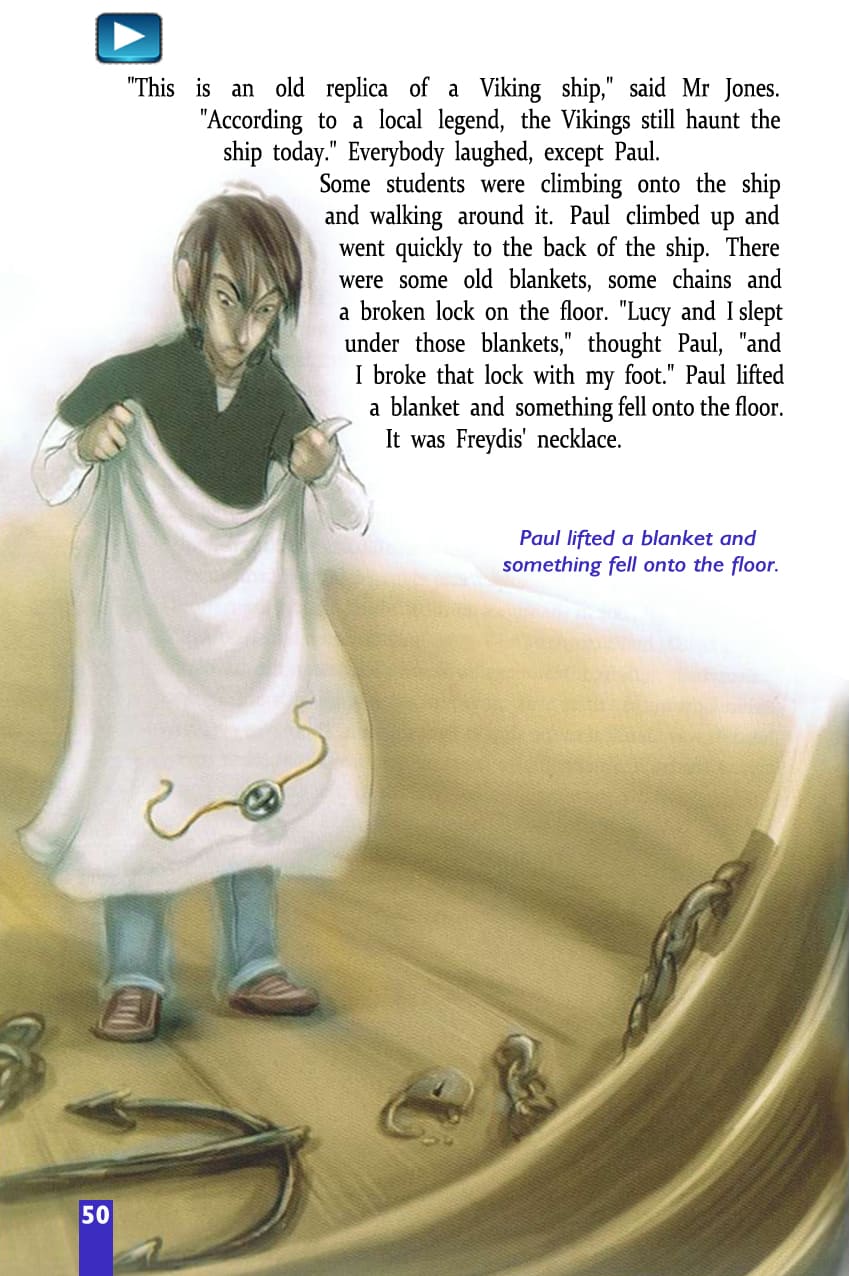 "This is an old replica of a Viking ship," said Mr Jones.
"According to a local legend, the Vikings still haunt the
ship today." Everybody laughed, except Paul.
Some students were climbing onto the ship
and walking around it. Paul climbed up and
went quickly to the back of the ship. There
were some old blankets, some chains and
a broken lock on the floor. "Lucy and I slept
under those blankets," thought Paul, "and
I broke that lock with my foot." Paul lifted
a blanket and something fell onto the floor.
It was Freydis' necklace.
Paul lifted a blanket and
something fell onto the floor.
50